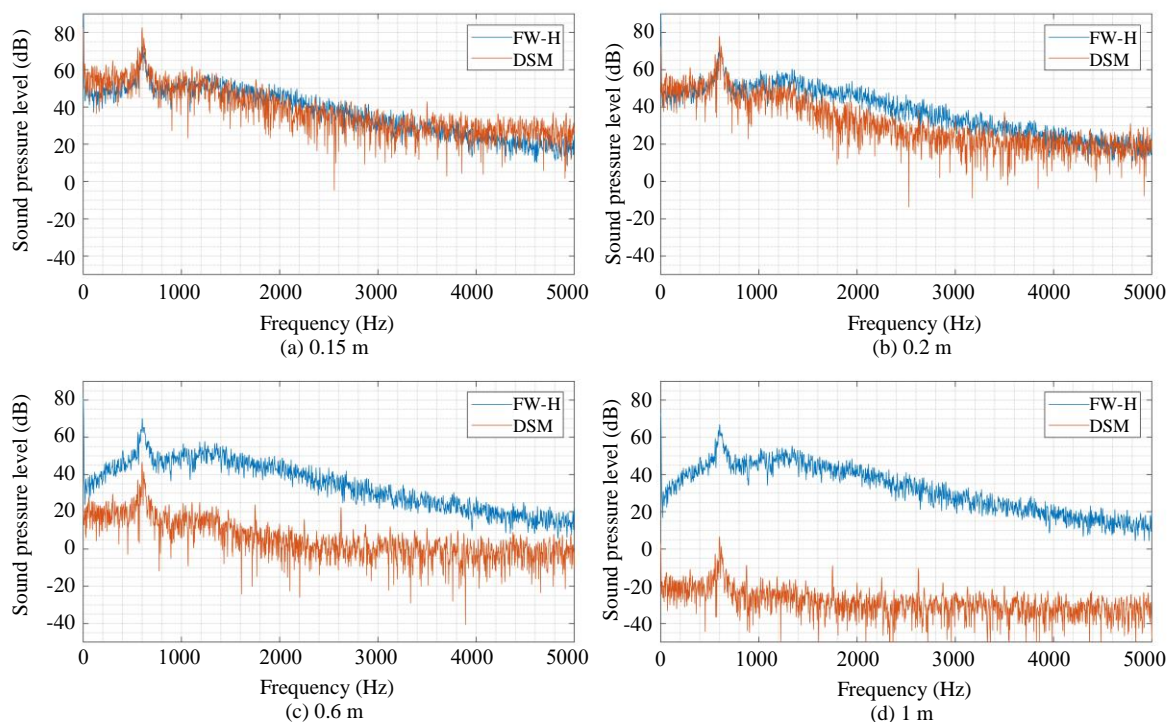 Sound pressure level (dB)
80
60
40
20
0
-20
-40
FW-H
DSM
0 1000 2000 3000 4000 5000
Frequency (Hz)
(a) 0.15 m
Sound pressure level (dB)
80
60
40
20
0
-20
-40
FW-H
DSM
0 1000 2000 3000 4000 5000
Frequency (Hz)
(b) 0.2 m
Sound pressure level (dB)
80
60
40
20
0
-20
-40
FW-H
DSM
0 1000 2000 3000 4000 5000
Frequency (Hz)
(c) 0.6 m
Sound pressure level (dB)
80
60
40
20
0
-20
-40
FW-H
DSM
0 1000 2000 3000 4000 5000
Frequency (Hz)
(d) 1 m